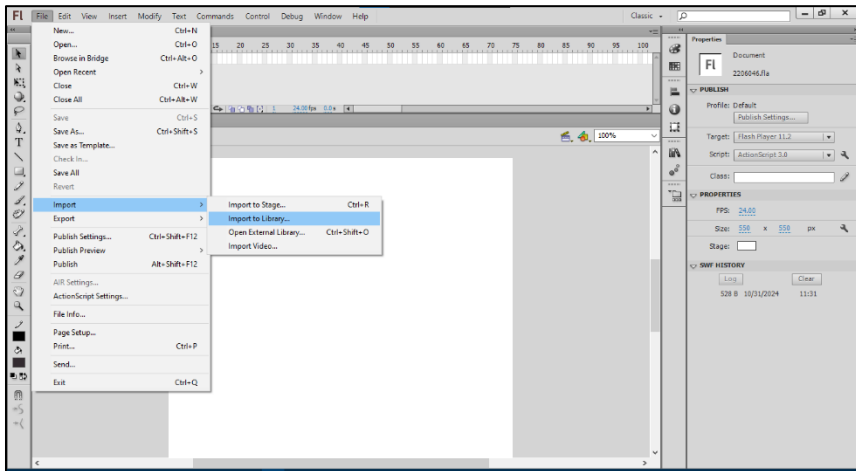 Fl File Edit View Insert Modify Text Commands Control Debug Window Help Classic
New... Ctrl+N
Open... Ctrl+O
Browse in Bridge Ctrl+Alt+O
Open Recent
Close Ctrl+W
Close All Ctrl+Alt+W
Save Ctrl+S
Save As... Ctrl+Shift+S
Save as Template...
Check In...
Save All
Revert
Import
Export
Publish Settings... Ctrl+Shift+F12
Publish Preview
Publish Alt+Shift+F12
AIR Settings...
ActionScript Settings...
File Info...
Page Setup...
Print... Ctrl+P
Send...
Exit Ctrl+Q
Import to Stage... Ctrl+R
Import to Library...
Open External Library... Ctrl+Shift+O
Import Video...
15 20 25 30 35 40 45 50 55 60 65 70 75 80 85 90 95 100
1 24.00 fps 0.0 s
100%
T
Properties
Fl
Document
2206046.fla
PUBLISH
Profile: Default
Publish Settings...
Target: Flash Player 11.2
Script: ActionScript 3.0
Class:
PROPERTIES
FPS: 24.00
Size: 550 x 550 px
Stage:
SWF HISTORY
Log Clear
528 B 10/31/2024 11:31